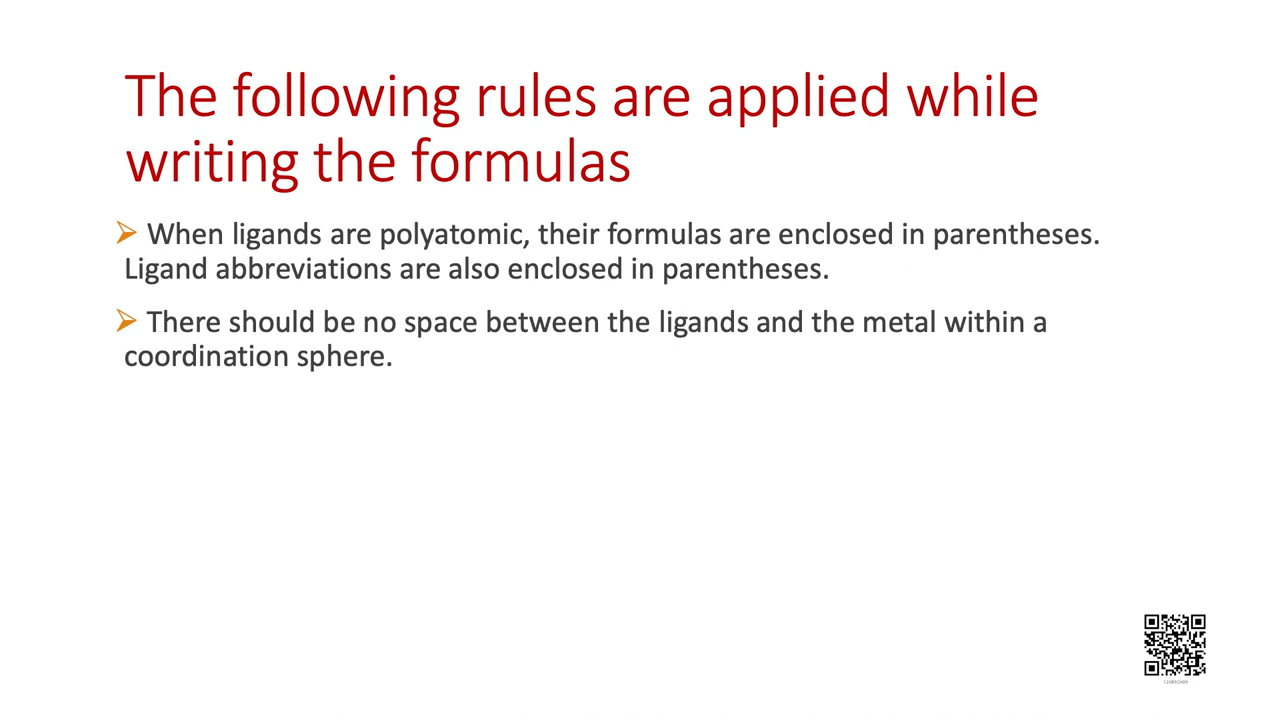 The following rules are applied while
writing the formulas
➢ When ligands are polyatomic, their formulas are enclosed in parentheses.
Ligand abbreviations are also enclosed in parentheses.
➢ There should be no space between the ligands and the metal within a
coordination sphere.